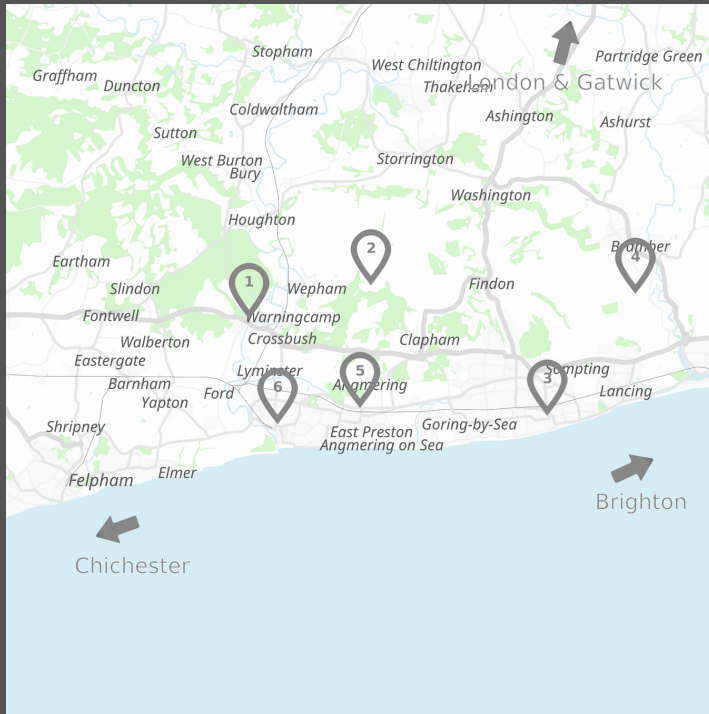 Stopham
Partridge Green
West Chiltington
Graffham
London & Gatwick
Duncton
Thakeham
Coldwaltham
Ashington
Ashurst
Sutton
West Burton
Storrington
Bury
Washington
Houghton
2
Bramber
4
Eartham
1
Slindon
Wepham
Findon
Fontwell
Warningcamp
Walberton
Crossbush
Clapham
Eastergate
Lyminster
5
Sompting
3
Barnham
6
Angmering
Ford
Lancing
Yapton
Shripney
East Preston
Goring-by-Sea
Angmering on Sea
Elmer
Felpham
Brighton
Chichester